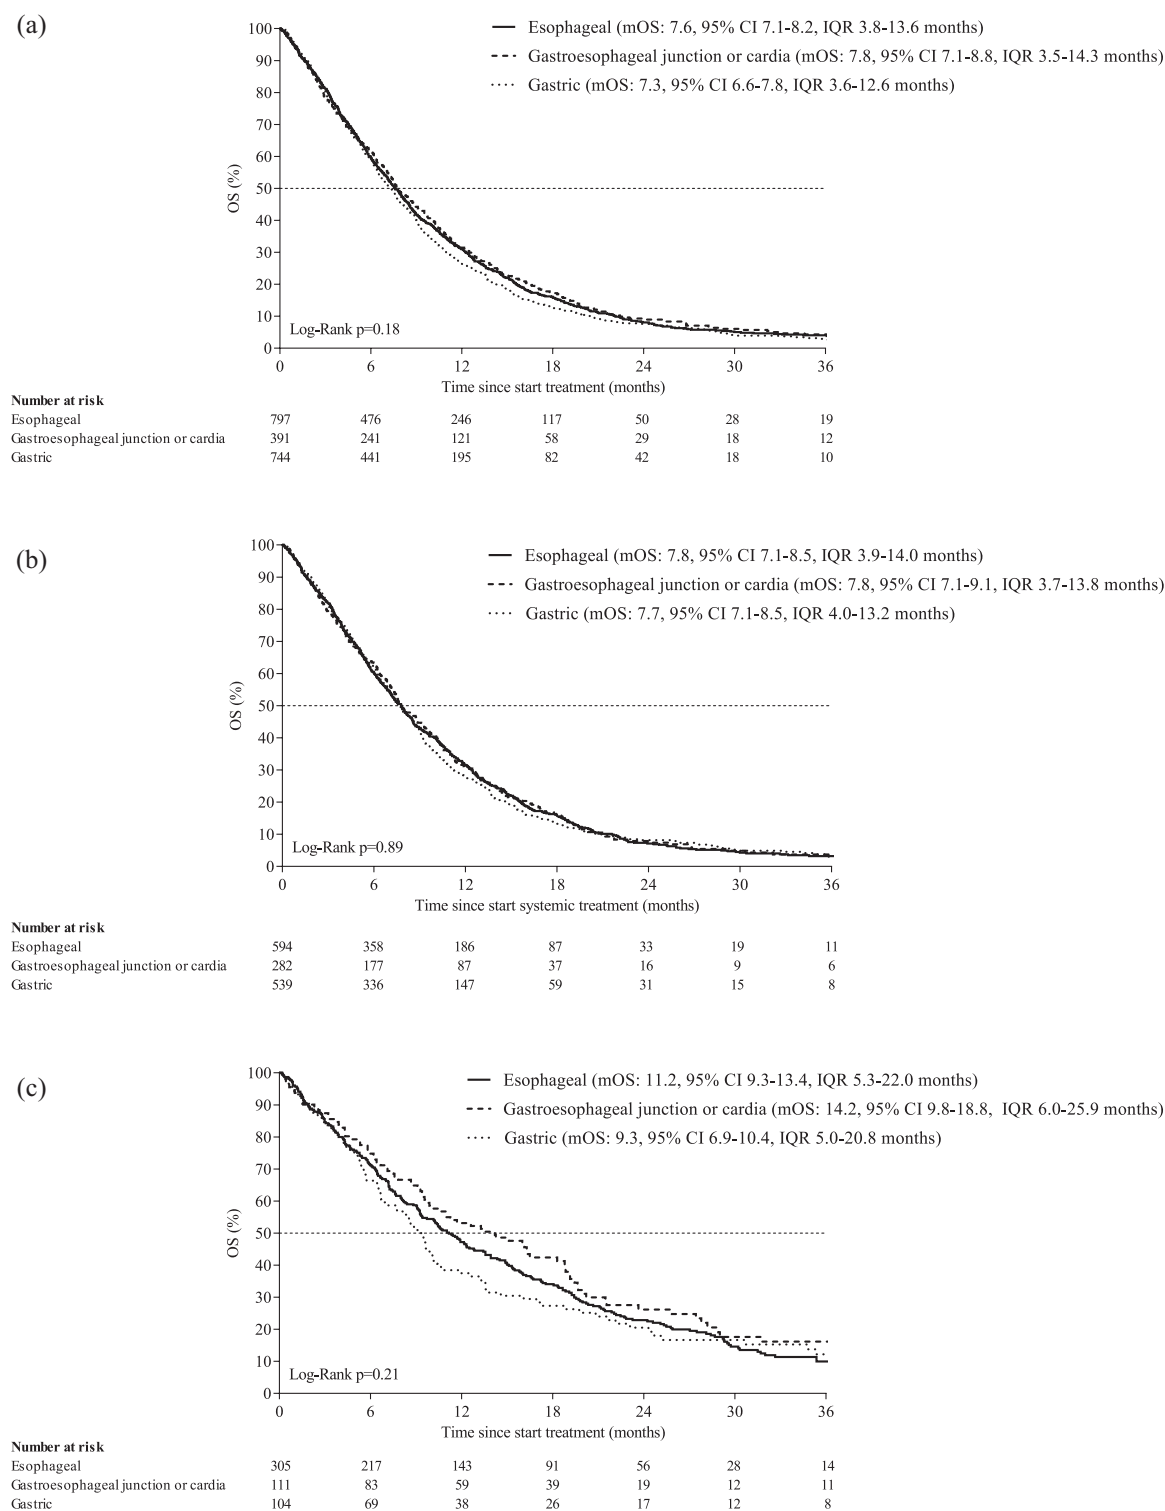 (a)
Esophageal (mOS: 7.6, 95% CI 7.1-8.2, IQR 3.8-13.6 months)
Gastroesophageal junction or cardia (mOS: 7.8, 95% CI 7.1-8.8, IQR 3.5-14.3 months)
Gastric (mOS: 7.3, 95% CI 6.6-7.8, IQR 3.6-12.6 months)
100
90
80
70
60
50
40
30
20
10
0
OS (%)
Log-Rank p=0.18
0 6 12 18 24 30 36
Time since start treatment (months)
Number at risk
Esophageal 797 476 246 117 50 28 19
Gastroesophageal junction or cardia 391 241 121 58 29 18 12
Gastric 744 441 195 82 42 18 10
(b)
Esophageal (mOS: 7.8, 95% CI 7.1-8.5, IQR 3.9-14.0 months)
Gastroesophageal junction or cardia (mOS: 7.8, 95% CI 7.1-9.1, IQR 3.7-13.8 months)
Gastric (mOS: 7.7, 95% CI 7.1-8.5, IQR 4.0-13.2 months)
100
90
80
70
60
50
40
30
20
10
0
OS (%)
Log-Rank p=0.89
0 6 12 18 24 30 36
Time since start systemic treatment (months)
Number at risk
Esophageal 594 358 186 87 33 19 11
Gastroesophageal junction or cardia 282 177 87 37 16 9 6
Gastric 539 336 147 59 31 15 8
(c)
Esophageal (mOS: 11.2, 95% CI 9.3-13.4, IQR 5.3-22.0 months)
Gastroesophageal junction or cardia (mOS: 14.2, 95% CI 9.8-18.8, IQR 6.0-25.9 months)
Gastric (mOS: 9.3, 95% CI 6.9-10.4, IQR 5.0-20.8 months)
100
90
80
70
60
50
40
30
20
10
0
OS (%)
Log-Rank p=0.21
0 6 12 18 24 30 36
Time since start treatment (months)
Number at risk
Esophageal 305 217 143 91 56 28 14
Gastroesophageal junction or cardia 111 83 59 39 19 12 11
Gastric 104 69 38 26 17 12 8